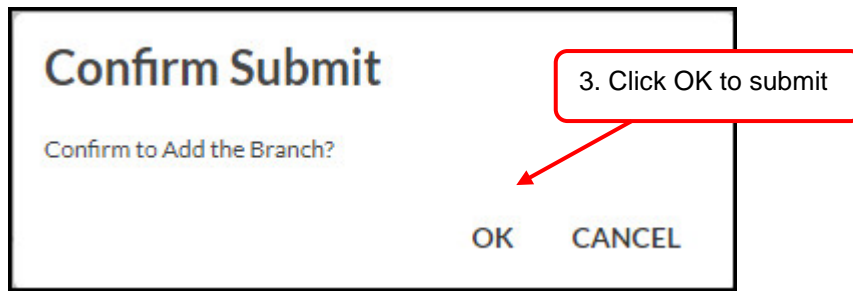 Confirm Submit
3. Click OK to submit
Confirm to Add the Branch?
OK CANCEL